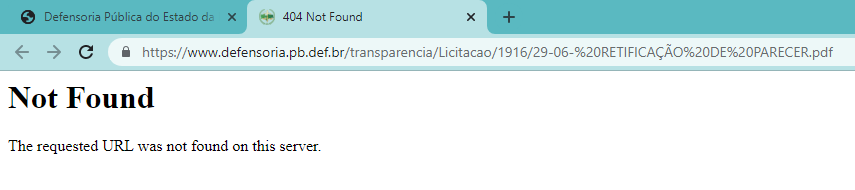 Defensoria Pública do Estado da
404 Not Found
https://www.defensoria.pb.def.br/transparencia/Licitacao/1916/29-06-%20RETIFICAÇÃO%20DE%20PARECER.pdf
Not Found
The requested URL was not found on this server.